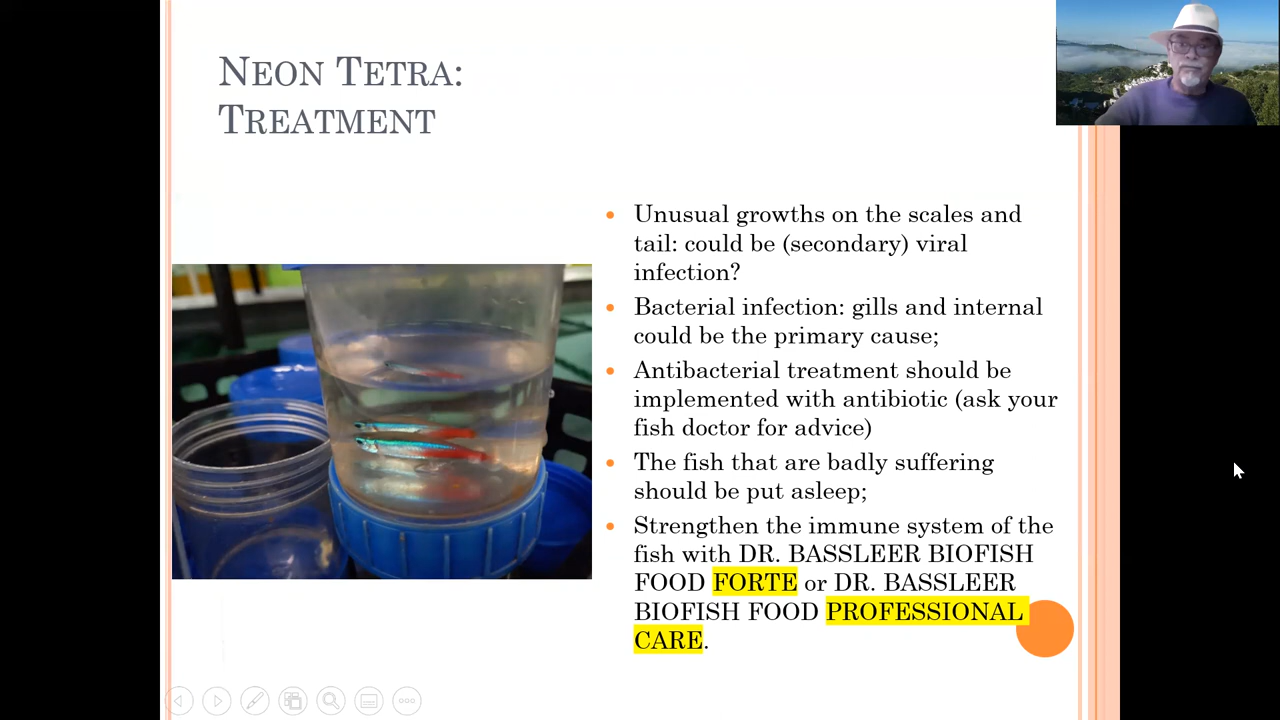 NEON TETRA:
TREATMENT
• Unusual growths on the scales and
tail: could be (secondary) viral
infection?
• Bacterial infection: gills and internal
could be the primary cause;
• Antibacterial treatment should be
implemented with antibiotic (ask your
fish doctor for advice)
• The fish that are badly suffering
should be put asleep;
• Strengthen the immune system of the
fish with DR. BASSLEER BIOFISH
FOOD FORTE or DR. BASSLEER
BIOFISH FOOD PROFESSIONAL
CARE.